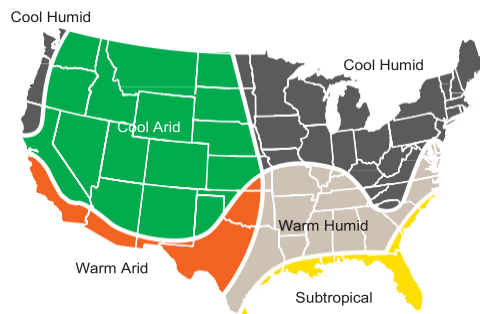 Cool Humid
Cool Humid
Cool Arid
Warm Humid
Warm Arid
Subtropical